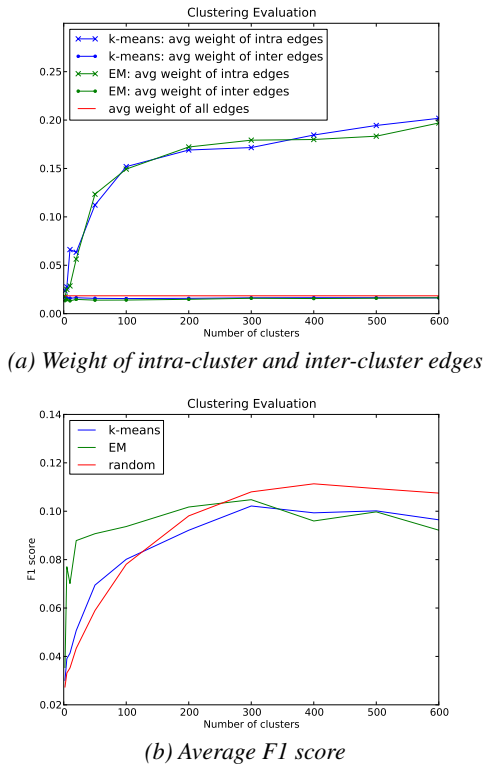 Clustering Evaluation
0.25
0.20
0.15
0.10
0.05
0.00
k-means: avg weight of intra edges
k-means: avg weight of inter edges
EM: avg weight of intra edges
EM: avg weight of inter edges
avg weight of all edges
0 100 200 300 400 500 600
Number of clusters
(a) Weight of intra-cluster and inter-cluster edges
Clustering Evaluation
0.14
0.12
0.10
0.08
0.06
0.04
0.02
F1 score
k-means
EM
random
0 100 200 300 400 500 600
Number of clusters
(b) Average F1 score